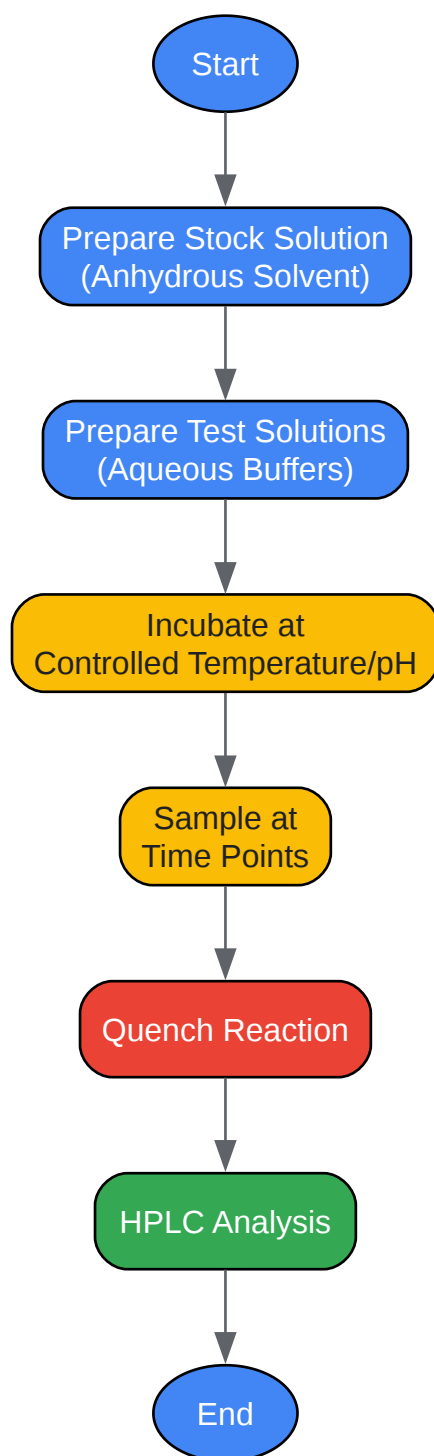 Start
Prepare Stock Solution
(Anhydrous Solvent)
Prepare Test Solutions
(Aqueous Buffers)
Incubate at
Controlled Temperature/pH
Sample at
Time Points
Quench Reaction
HPLC Analysis
End